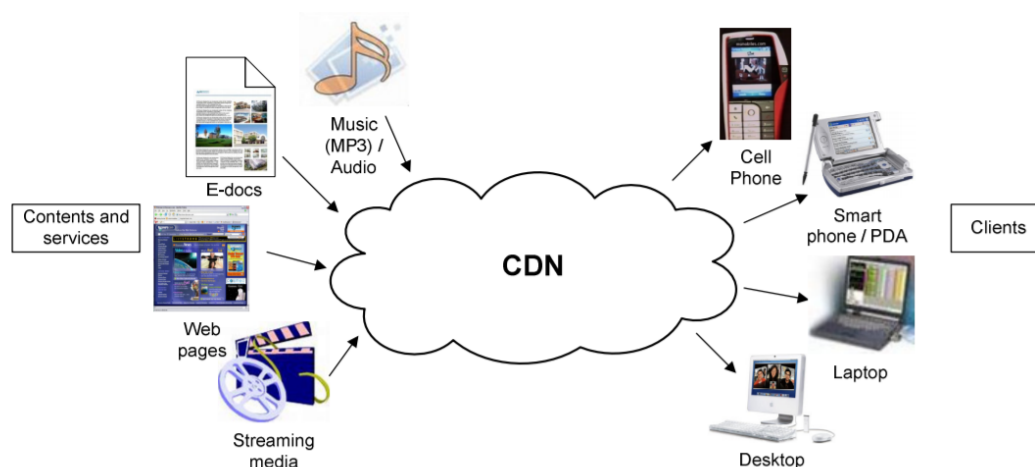 Music
(MP3) /
Audio
E-docs
Contents and
services
Web
pages
Streaming
media
CDN
Cell
Phone
Smart
phone / PDA
Clients
Laptop
Desktop